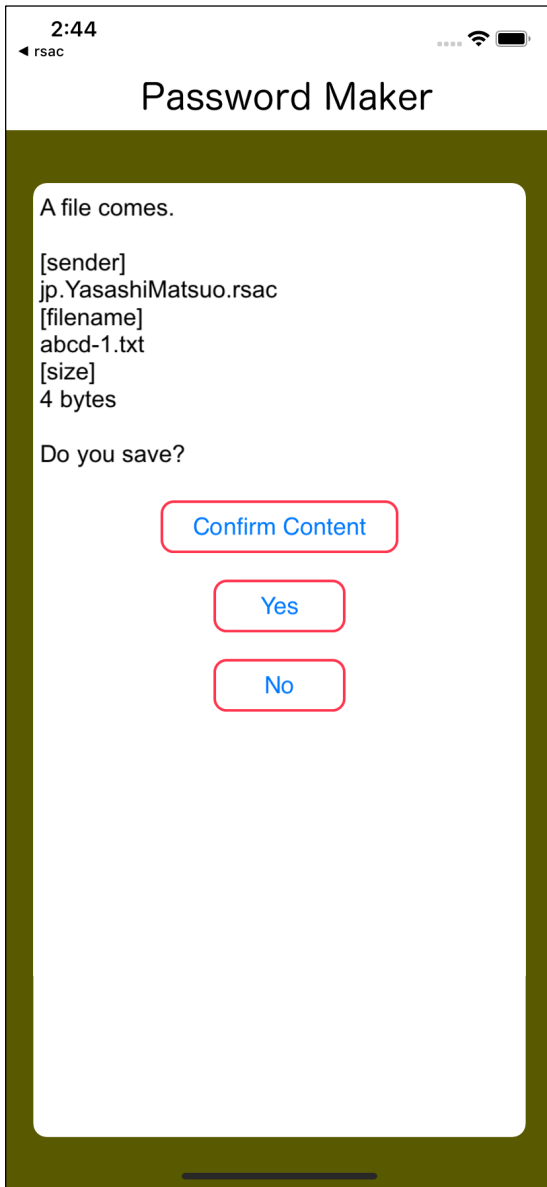 2:44
◀ rsac
Password Maker
A file comes.
[sender]
jp.YasashiMatsuo.rsac
[filename]
abcd-1.txt
[size]
4 bytes
Do you save?
Confirm Content
Yes
No